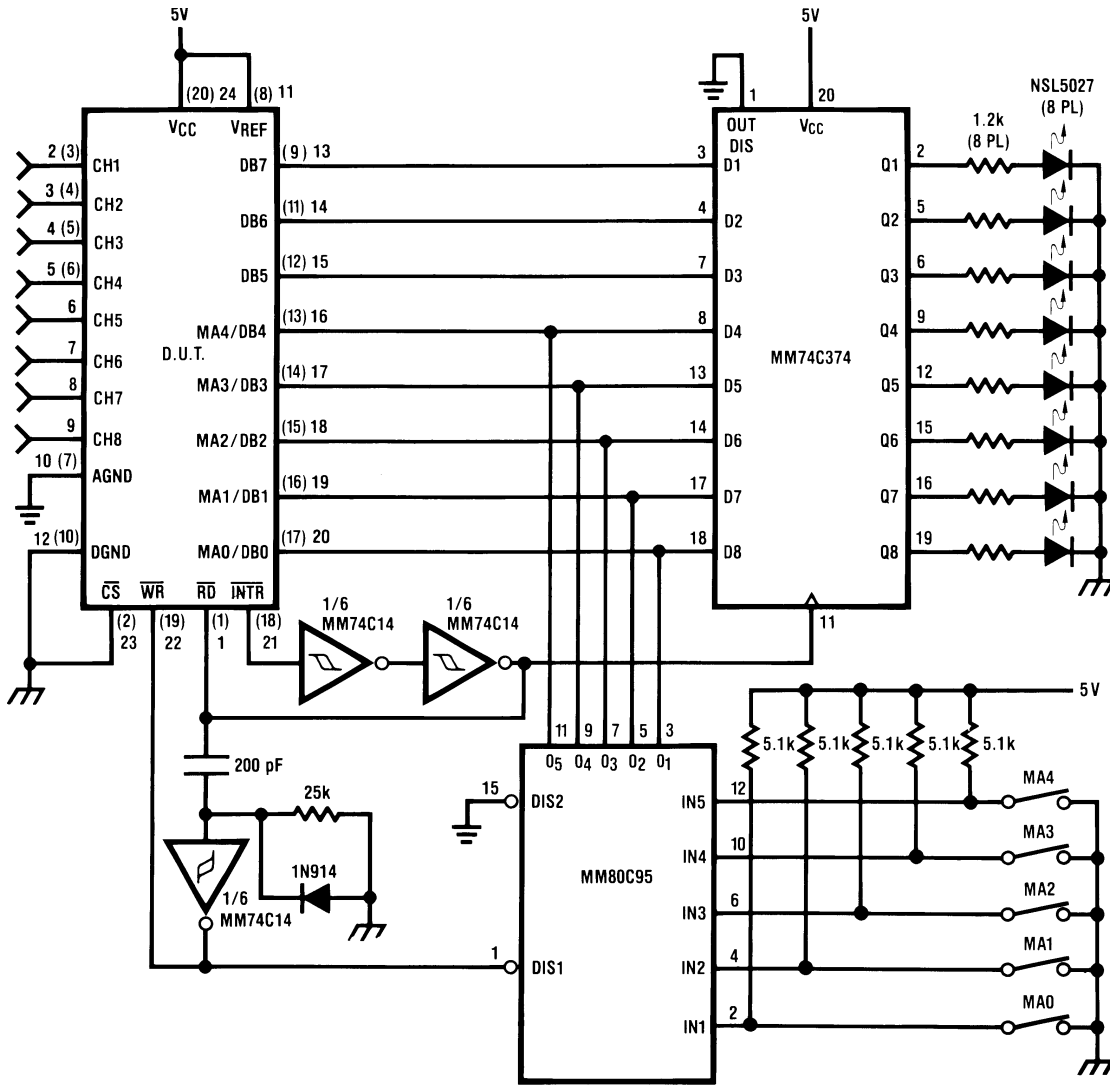 5V
5V
(20) 24
(8) 11
VCC
VREF
2 (3)
CH1
3 (4)
CH2
4 (5)
CH3
5 (6)
CH4
6
CH5
7
CH6
8
CH7
9
CH8
10 (7)
AGND
12 (10)
DGND
D.U.T.
DB7
(9) 13
DB6
(11) 14
DB5
(12) 15
MA4/DB4
(13) 16
MA3/DB3
(14) 17
MA2/DB2
(15) 18
MA1/DB1
(16) 19
MA0/DB0
(17) 20
CS
WR
RD
INTR
(2)
23
(19)
22
(1)
1
(18)
21
1
20
OUT
DIS
VCC
3
D1
4
D2
7
D3
8
D4
13
D5
14
D6
17
D7
18
D8
MM74C374
Q1
2
Q2
5
Q3
6
Q4
9
Q5
12
Q6
15
Q7
16
Q8
19
11
1.2k
(8 PL)
NSL5027
(8 PL)
1/6
MM74C14
1/6
MM74C14
200 pF
25k
1N914
1/6
MM74C14
11
9
7
5
3
O5
O4
O3
O2
O1
15
DIS2
1
DIS1
MM80C95
IN5
12
IN4
10
IN3
6
IN2
4
IN1
2
5V
5.1k
5.1k
5.1k
5.1k
5.1k
MA4
MA3
MA2
MA1
MA0